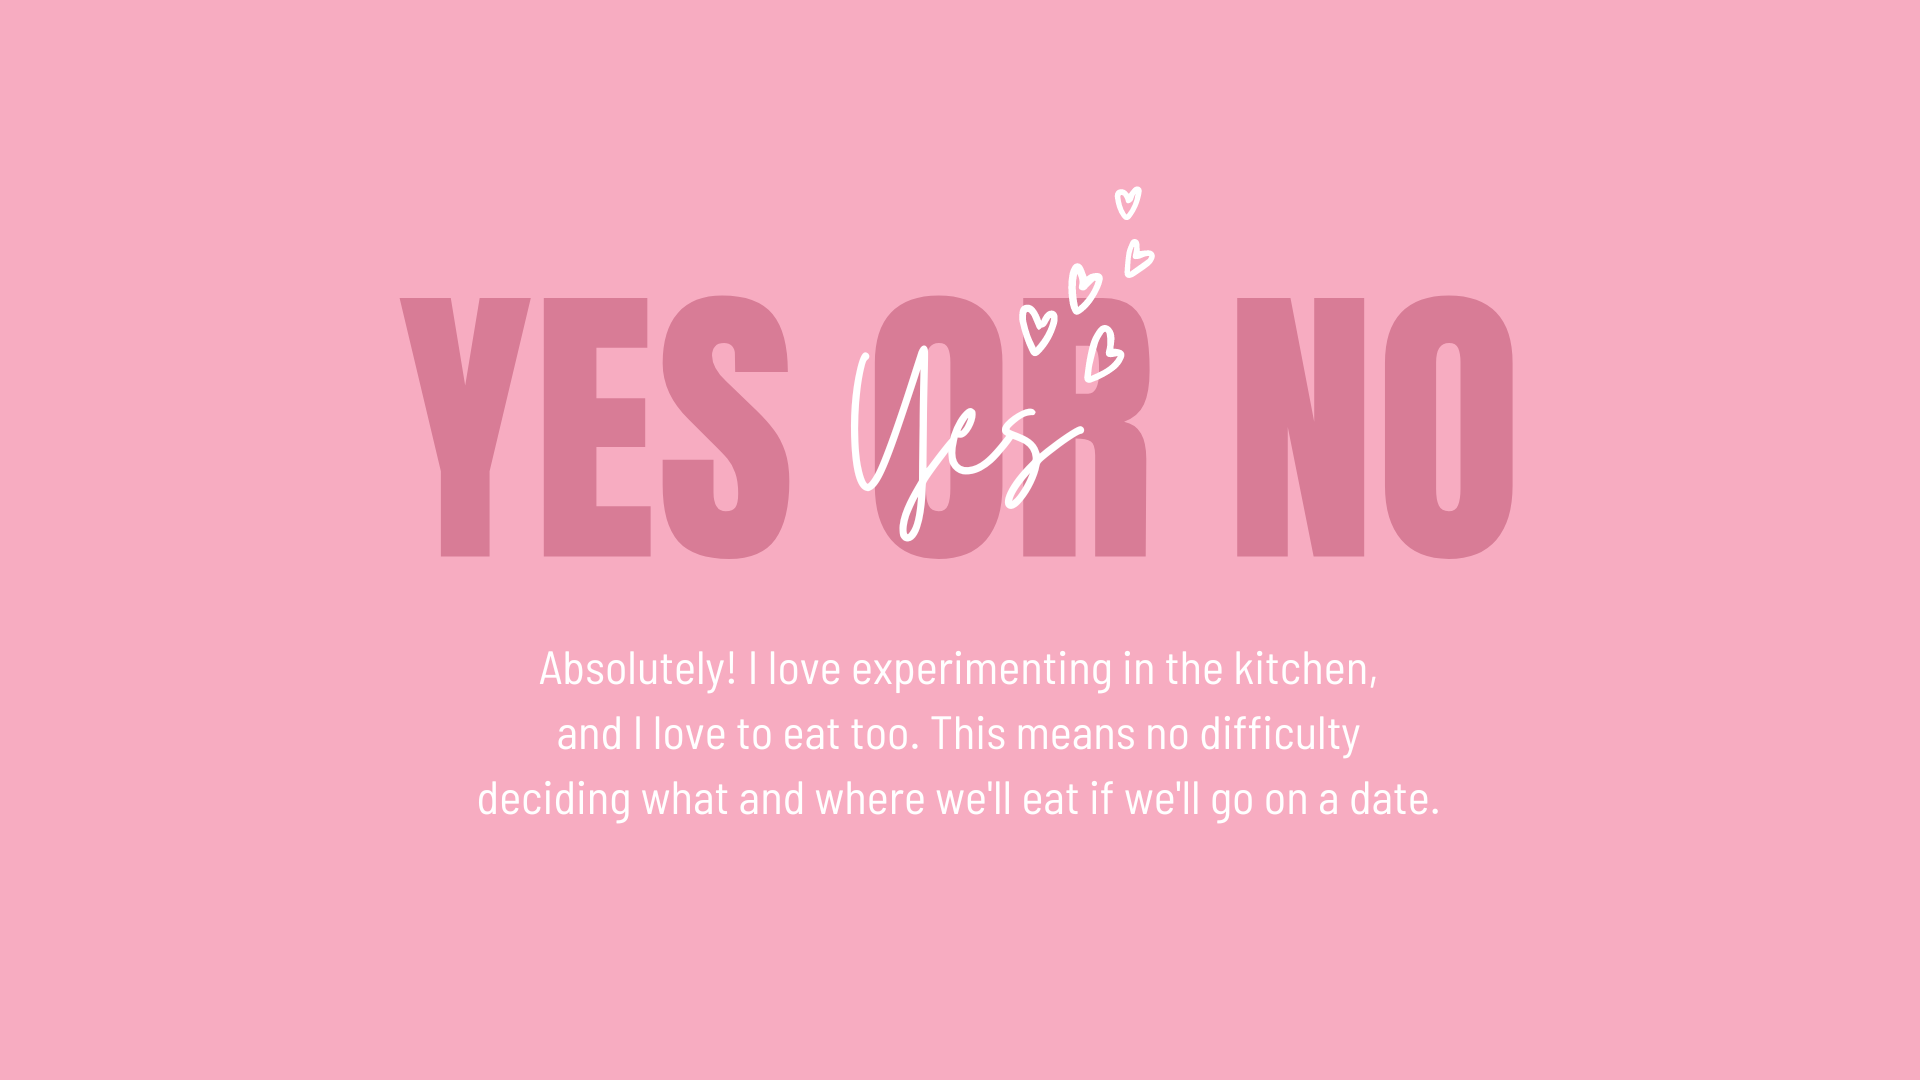 YES OR NO
Yes
Absolutely! I love experimenting in the kitchen,
and I love to eat too. This means no difficulty
deciding what and where we'll eat if we'll go on a date.